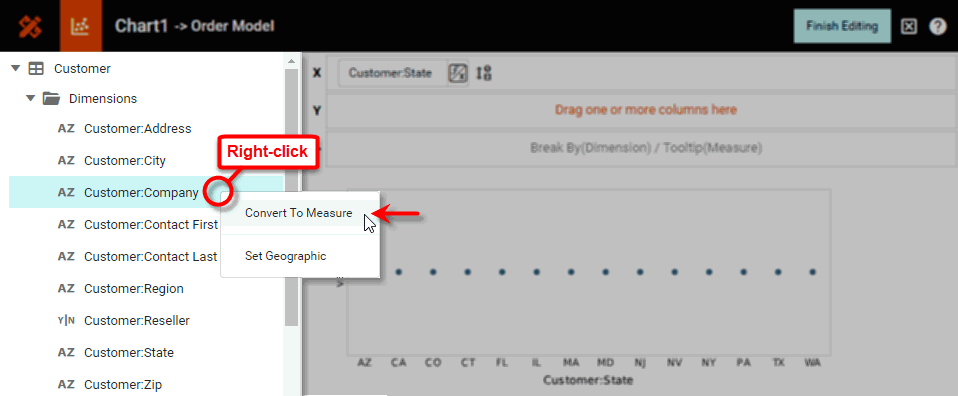 Chart1 -> Order Model
Finish Editing
Customer
Dimensions
AZ Customer:Address
AZ Customer:City
AZ Customer:Company
AZ Customer:Contact First
AZ Customer:Contact Last
AZ Customer:Region
Y|N Customer:Reseller
AZ Customer:State
AZ Customer:Zip
Right-click
Convert To Measure
Set Geographic
X Customer:State
Y Drag one or more columns here
Break By(Dimension) / Tooltip(Measure)
AZ CA CO CT FL IL MA MD NJ NV NY PA TX WA
Customer:State